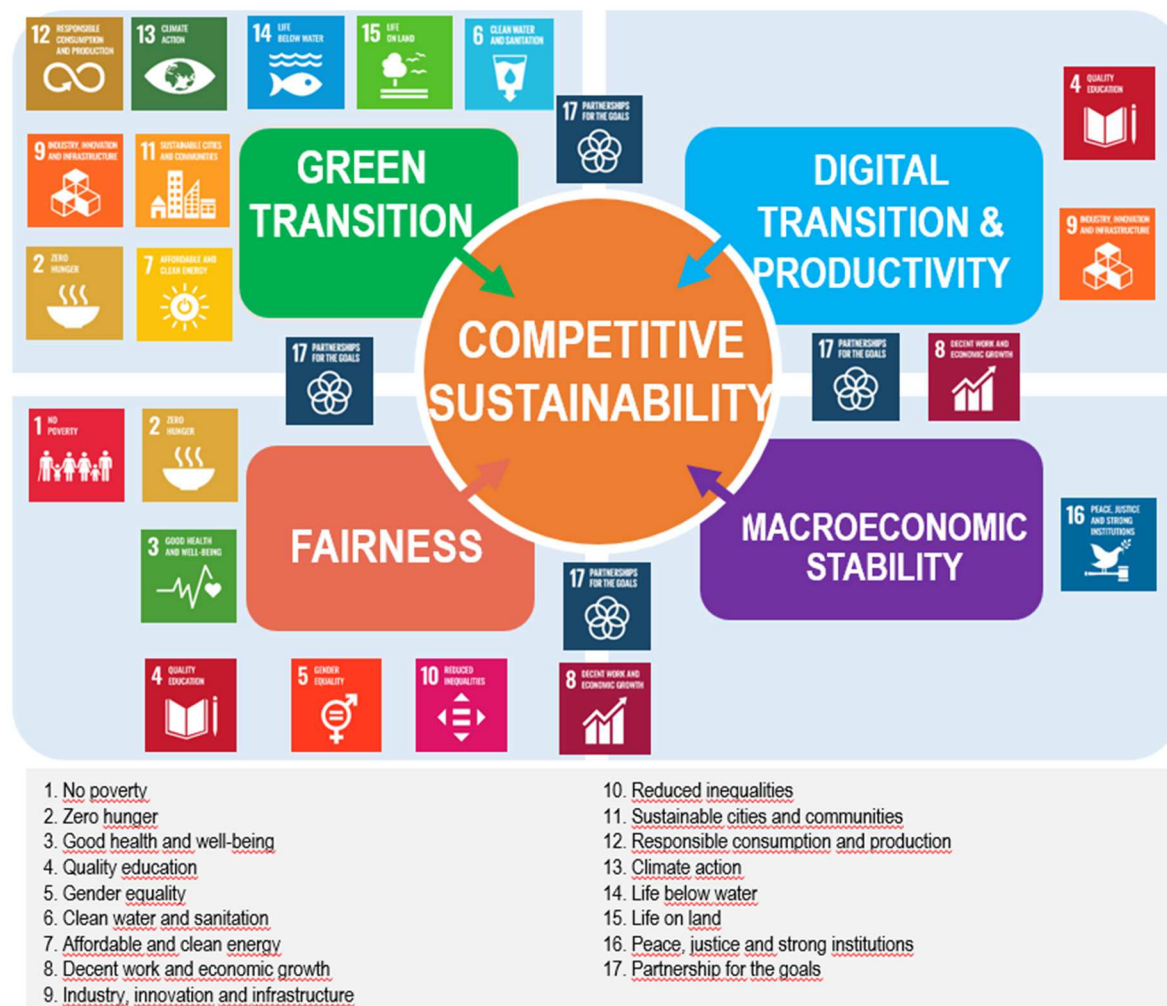 12 RESPONSIBLE
CONSUMPTION
AND PRODUCTION
13 CLIMATE
ACTION
14 LIFE
BELOW WATER
15 LIFE
ON LAND
6 CLEAN WATER
AND SANITATION
17 PARTNERSHIPS
FOR THE GOALS
4 QUALITY
EDUCATION
9 INDUSTRY, INNOVATION
AND INFRASTRUCTURE
11 SUSTAINABLE CITIES
AND COMMUNITIES
GREEN
TRANSITION
DIGITAL
TRANSITION &
PRODUCTIVITY
9 INDUSTRY, INNOVATION
AND INFRASTRUCTURE
2 ZERO
HUNGER
7 AFFORDABLE AND
CLEAN ENERGY
COMPETITIVE
SUSTAINABILITY
17 PARTNERSHIPS
FOR THE GOALS
17 PARTNERSHIPS
FOR THE GOALS
8 DECENT WORK AND
ECONOMIC GROWTH
1 NO
POVERTY
2 ZERO
HUNGER
3 GOOD HEALTH
AND WELL-BEING
FAIRNESS
MACROECONOMIC
STABILITY
16 PEACE, JUSTICE
AND STRONG
INSTITUTIONS
17 PARTNERSHIPS
FOR THE GOALS
4 QUALITY
EDUCATION
5 GENDER
EQUALITY
10 REDUCED
INEQUALITIES
8 DECENT WORK AND
ECONOMIC GROWTH
1. No poverty
2. Zero hunger
3. Good health and well-being
4. Quality education
5. Gender equality
6. Clean water and sanitation
7. Affordable and clean energy
8. Decent work and economic growth
9. Industry, innovation and infrastructure
10. Reduced inequalities
11. Sustainable cities and communities
12. Responsible consumption and production
13. Climate action
14. Life below water
15. Life on land
16. Peace, justice and strong institutions
17. Partnership for the goals